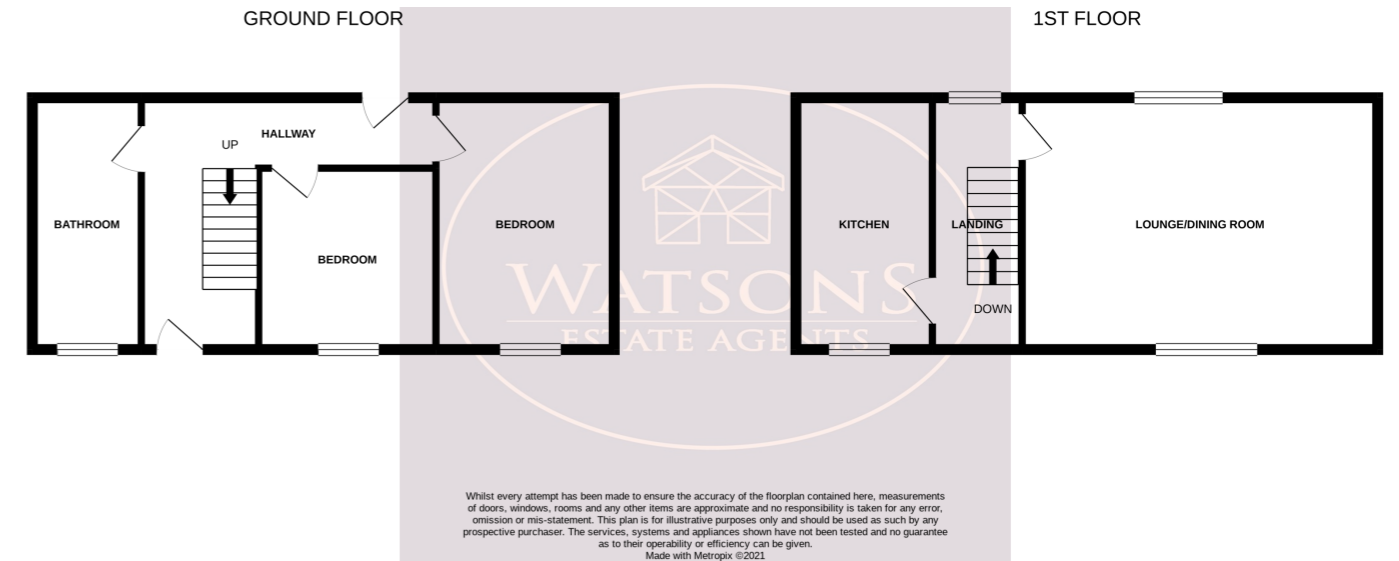 GROUND FLOOR
1ST FLOOR
HALLWAY
UP
BATHROOM
BEDROOM
BEDROOM
KITCHEN
LANDING
LOUNGE/DINING ROOM
DOWN
WATSONS
ESTATE AGENTS
Whilst every attempt has been made to ensure the accuracy of the floorplan contained here, measurements
of doors, windows, rooms and any other items are approximate and no responsibility is taken for any error,
omission or mis-statement. This plan is for illustrative purposes only and should be used as such by any
prospective purchaser. The services, systems and appliances shown have not been tested and no guarantee
as to their operability or efficiency can be given.
Made with Metropix ©2021